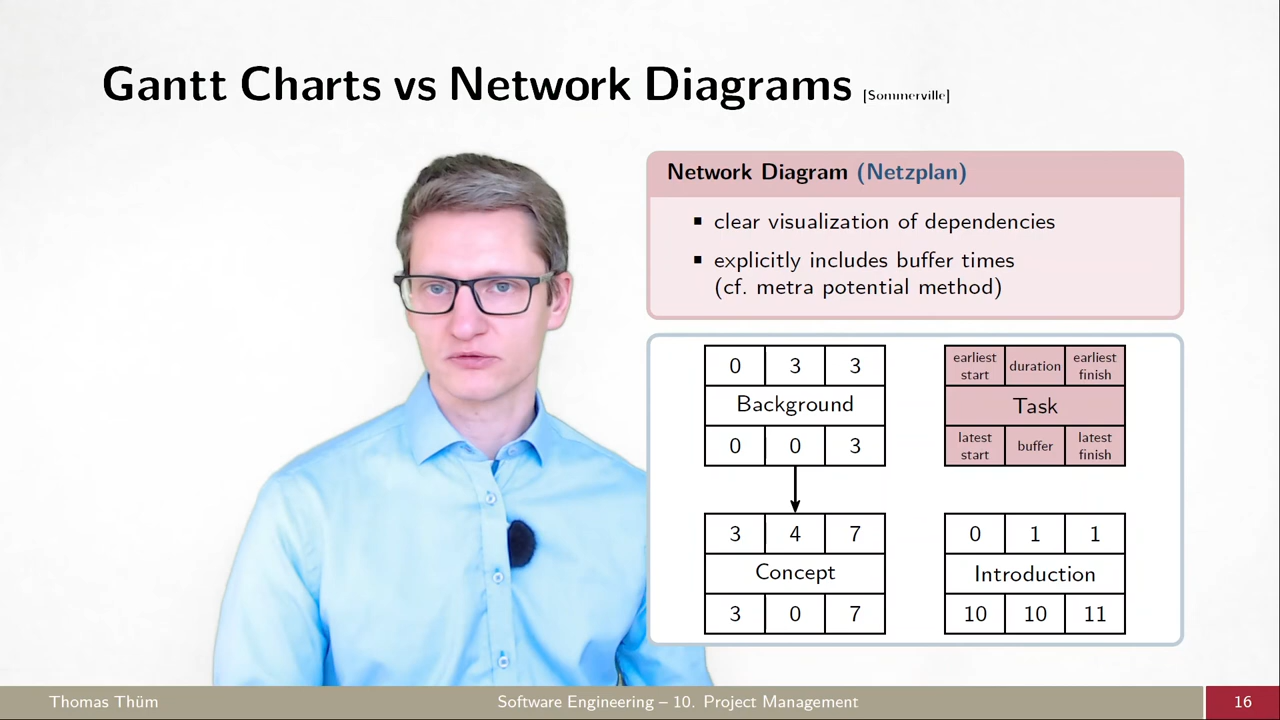 Gantt Charts vs Network Diagrams [Sommerville]
Network Diagram (Netzplan)
clear visualization of dependencies
explicitly includes buffer times
(cf. metra potential method)
0 3 3
Background
0 0 3
earliest start duration earliest finish
Task
latest start buffer latest finish
3 4 7
Concept
3 0 7
0 1 1
Introduction
10 10 11
Thomas Thüm Software Engineering – 10. Project Management 16